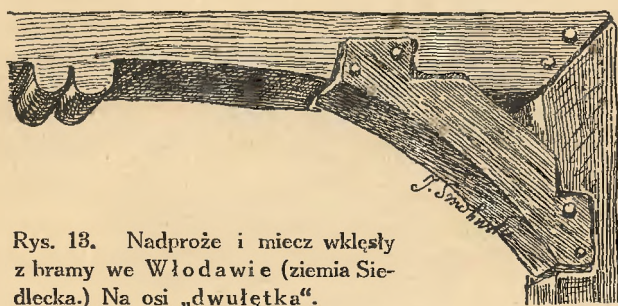 Rys. 13. Nadproże i miecz wklęsły
z bramy we Włodawie (ziemia Sie-
dlecka.) Na osi „dwułętka“.